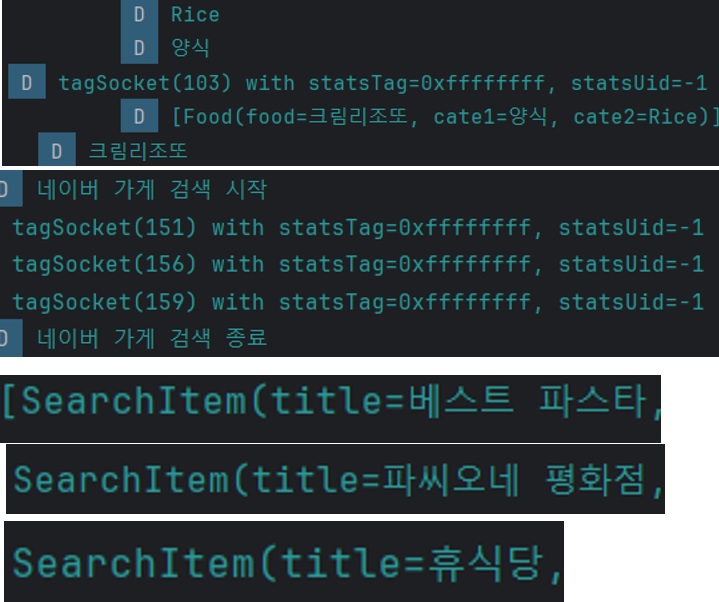 D Rice
D 양식
D tagSocket(103) with statsTag=0xffffffff, statsUid=-1
D [Food(food=크림리조또, cate1=양식, cate2=Rice)]
D 크림리조또
D 네이버 가게 검색 시작
tagSocket(151) with statsTag=0xffffffff, statsUid=-1
tagSocket(156) with statsTag=0xffffffff, statsUid=-1
tagSocket(159) with statsTag=0xffffffff, statsUid=-1
D 네이버 가게 검색 종료
[SearchItem(title=베스트 파스타,
SearchItem(title=파씨오네 평화점,
SearchItem(title=휴식당,